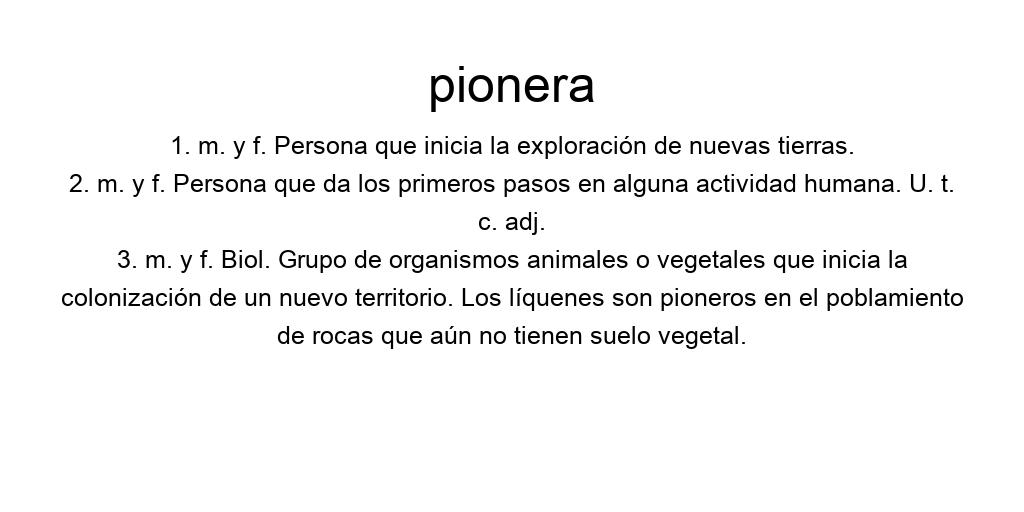 pionera
1. m. y f. Persona que inicia la exploración de nuevas tierras.
2. m. y f. Persona que da los primeros pasos en alguna actividad humana. U. t.
c. adj.
3. m. y f. Biol. Grupo de organismos animales o vegetales que inicia la
colonización de un nuevo territorio. Los líquenes son pioneros en el poblamiento
de rocas que aún no tienen suelo vegetal.